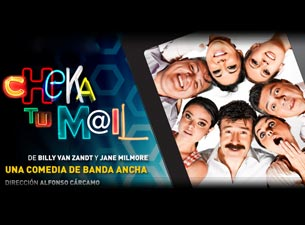 CHEKA
TU M@IL
DE BILLY VAN ZANDT Y JANE MILMORE
UNA COMEDIA DE BANDA ANCHA
DIRECCIÓN ALFONSO CÁRCAMO